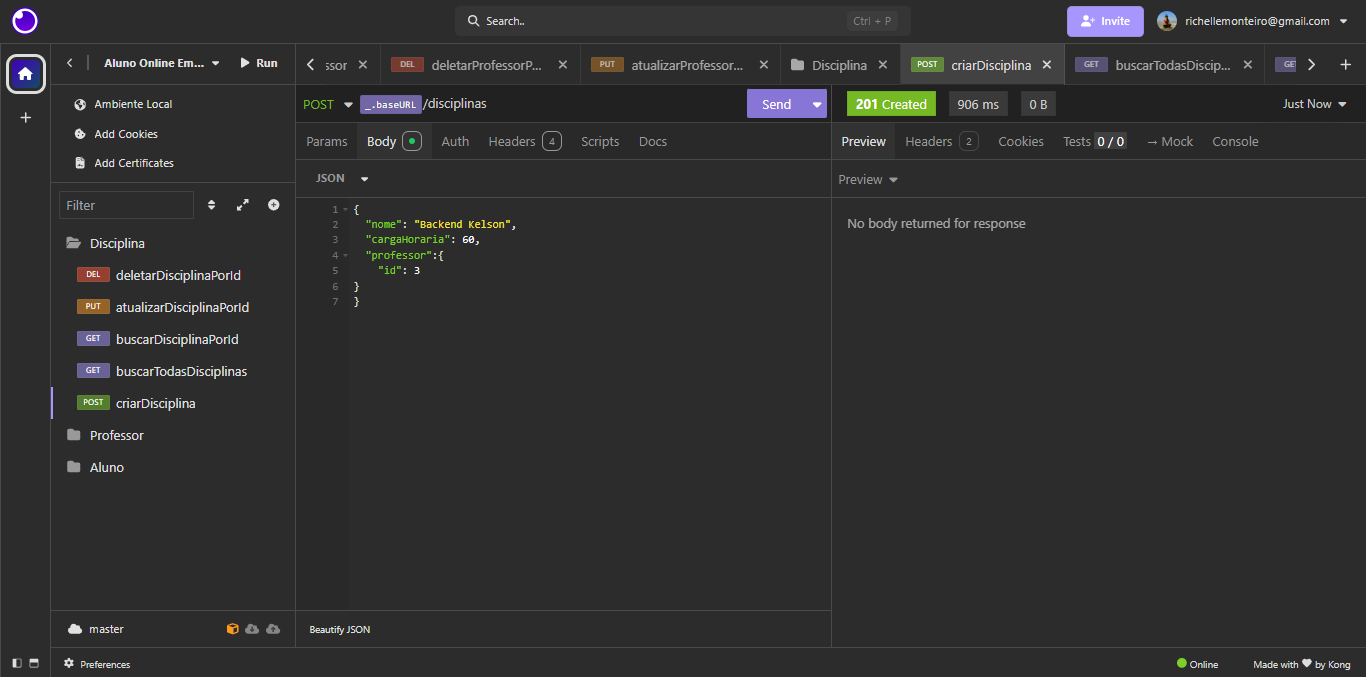 Search..
Ctrl + P
Invite
richellemonteiro@gmail.com
Aluno Online Em...
Run
ssor
DEL deletarProfessorP...
PUT atualizarProfessor...
Disciplina
POST criarDisciplina
GET buscarTodasDiscip...
GE
Ambiente Local
Add Cookies
Add Certificates
Filter
Disciplina
DEL deletarDisciplinaPorId
PUT atualizarDisciplinaPorId
GET buscarDisciplinaPorId
GET buscarTodasDisciplinas
POST criarDisciplina
Professor
Aluno
master
POST _.baseURL/disciplinas
Send
Params Body Auth Headers 4 Scripts Docs
JSON
1 {
2 "nome": "Backend Kelson",
3 "cargaHoraria": 60,
4 "professor":{
5 "id": 3
6 }
7 }
Beautify JSON
201 Created 906 ms 0 B
Just Now
Preview Headers 2 Cookies Tests 0 / 0 → Mock Console
Preview
No body returned for response
Preferences
Online
Made with by Kong